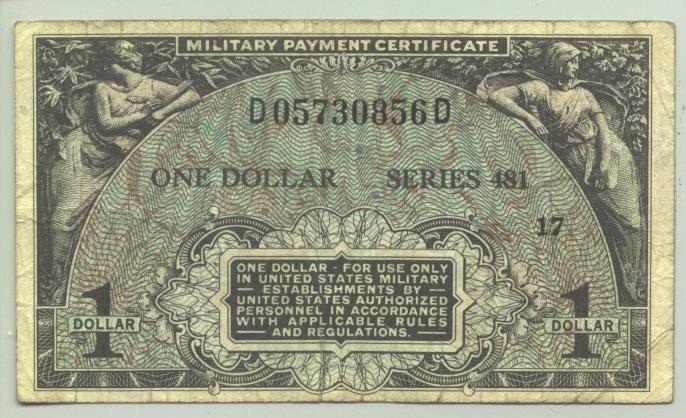 MILITARY PAYMENT CERTIFICATE
D05730856D
ONE DOLLAR SERIES 481
17
ONE DOLLAR - FOR USE ONLY
IN UNITED STATES MILITARY
— ESTABLISHMENTS BY
UNITED STATES AUTHORIZED
PERSONNEL IN ACCORDANCE
WITH APPLICABLE RULES
— AND REGULATIONS.
1 DOLLAR
1 DOLLAR